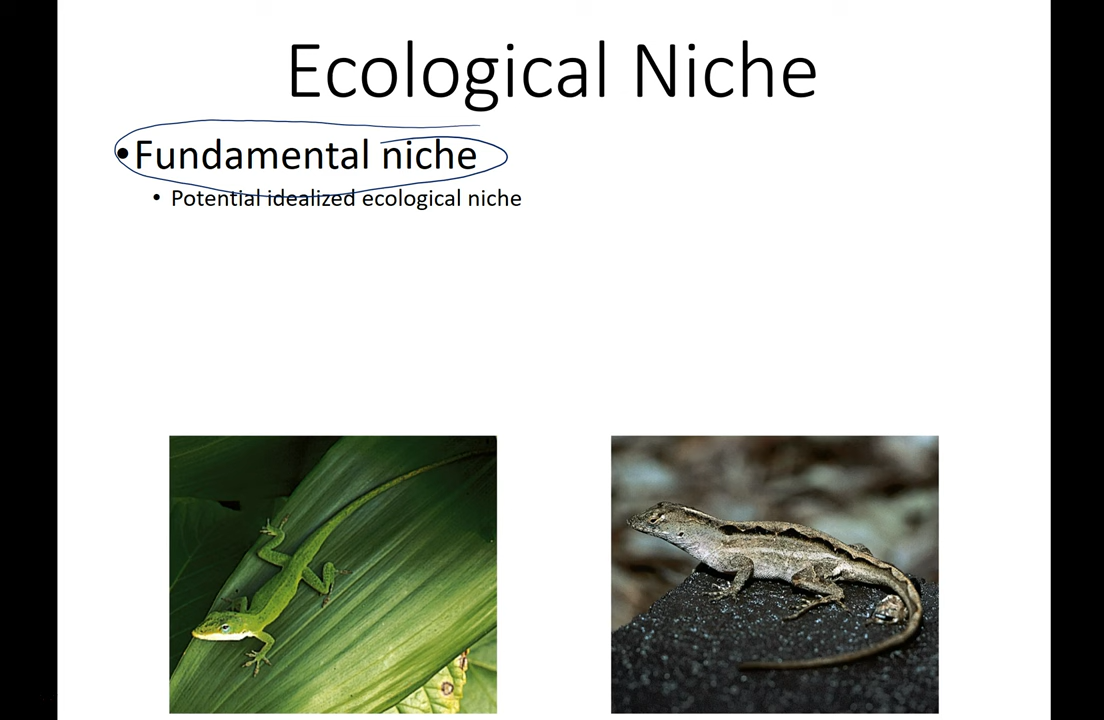 Ecological Niche
•Fundamental niche
• Potential idealized ecological niche